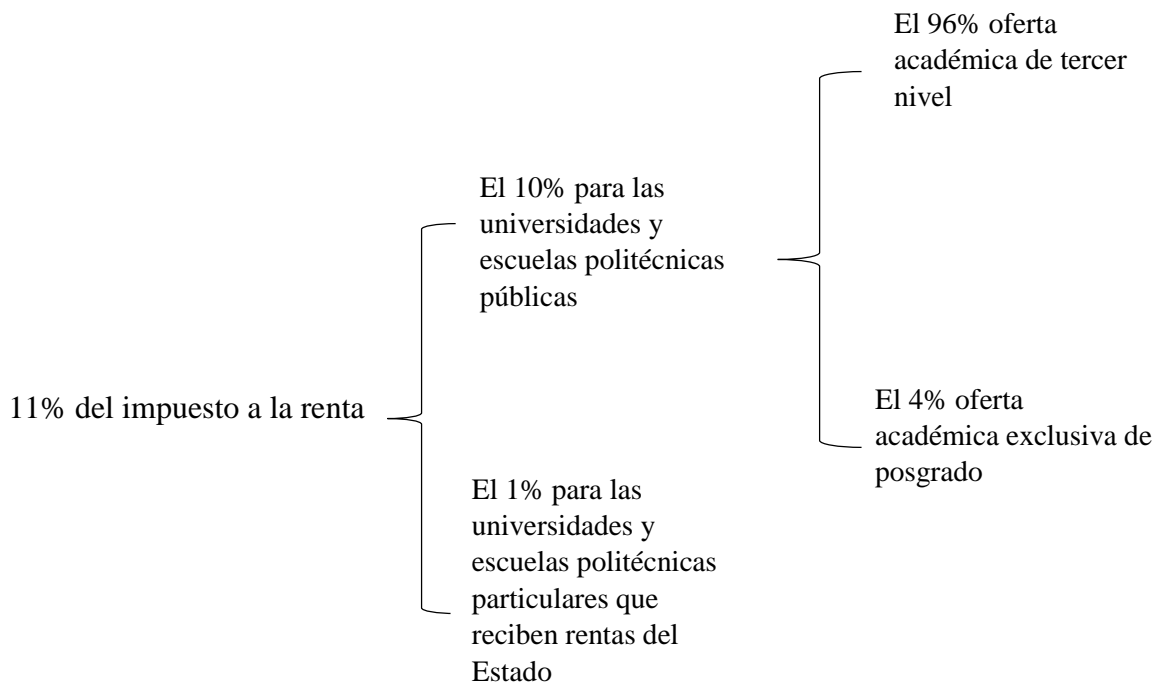 11% del impuesto a la renta
El 10% para las
universidades y
escuelas politécnicas
públicas
El 96% oferta
académica de tercer
nivel
El 4% oferta
académica exclusiva de
posgrado
El 1% para las
universidades y
escuelas politécnicas
particulares que
reciben rentas del
Estado